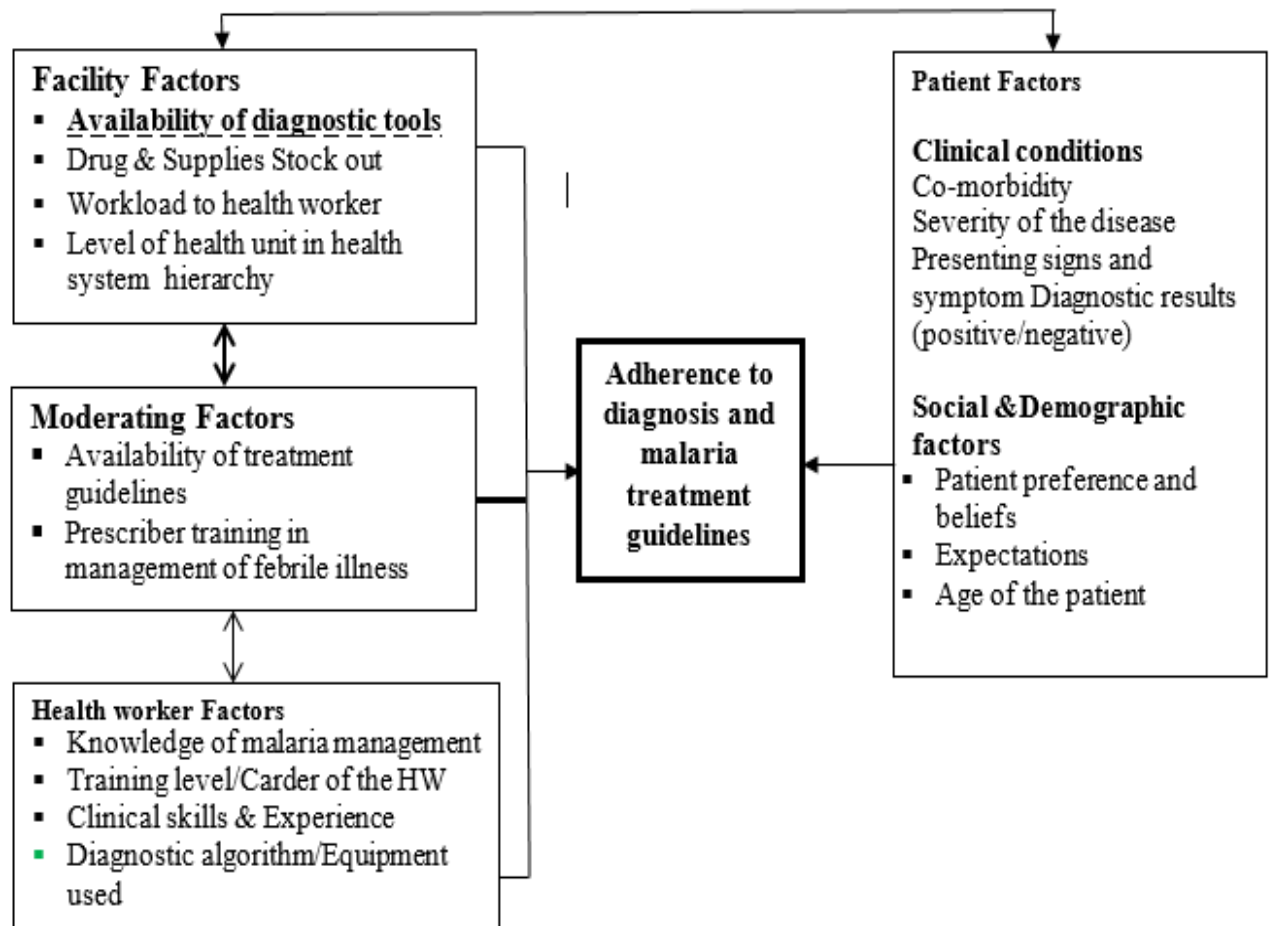 Facility Factors
▪ Availability of diagnostic tools
▪ Drug & Supplies Stock out
▪ Workload to health worker
▪ Level of health unit in health
system hierarchy
Moderating Factors
▪ Availability of treatment
guidelines
▪ Prescriber training in
management of febrile illness
Health worker Factors
▪ Knowledge of malaria management
▪ Training level/Carder of the HW
▪ Clinical skills & Experience
▪ Diagnostic algorithm/Equipment
used
Adherence to
diagnosis and
malaria
treatment
guidelines
Patient Factors
Clinical conditions
Co-morbidity
Severity of the disease
Presenting signs and
symptom Diagnostic results
(positive/negative)
Social &Demographic
factors
▪ Patient preference and
beliefs
▪ Expectations
▪ Age of the patient